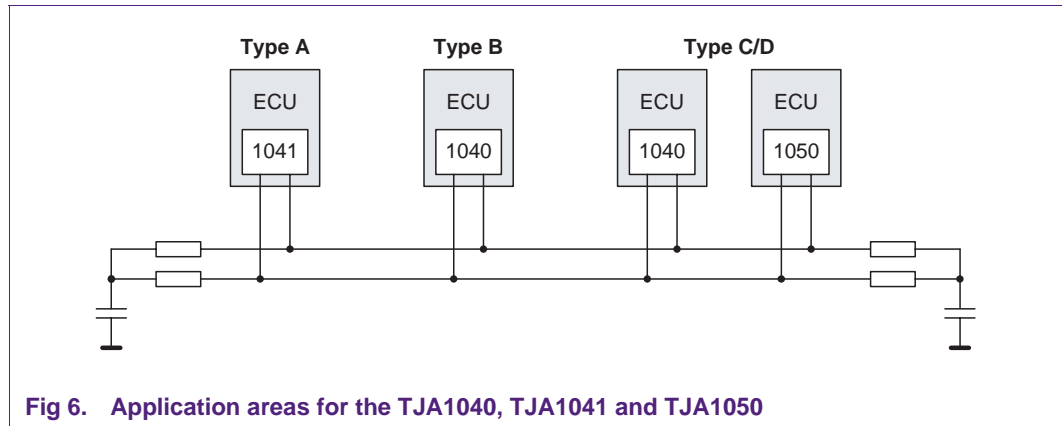 Type A Type B Type C/D
ECU ECU ECU ECU
1041 1040 1040 1050
Fig 6. Application areas for the TJA1040, TJA1041 and TJA1050